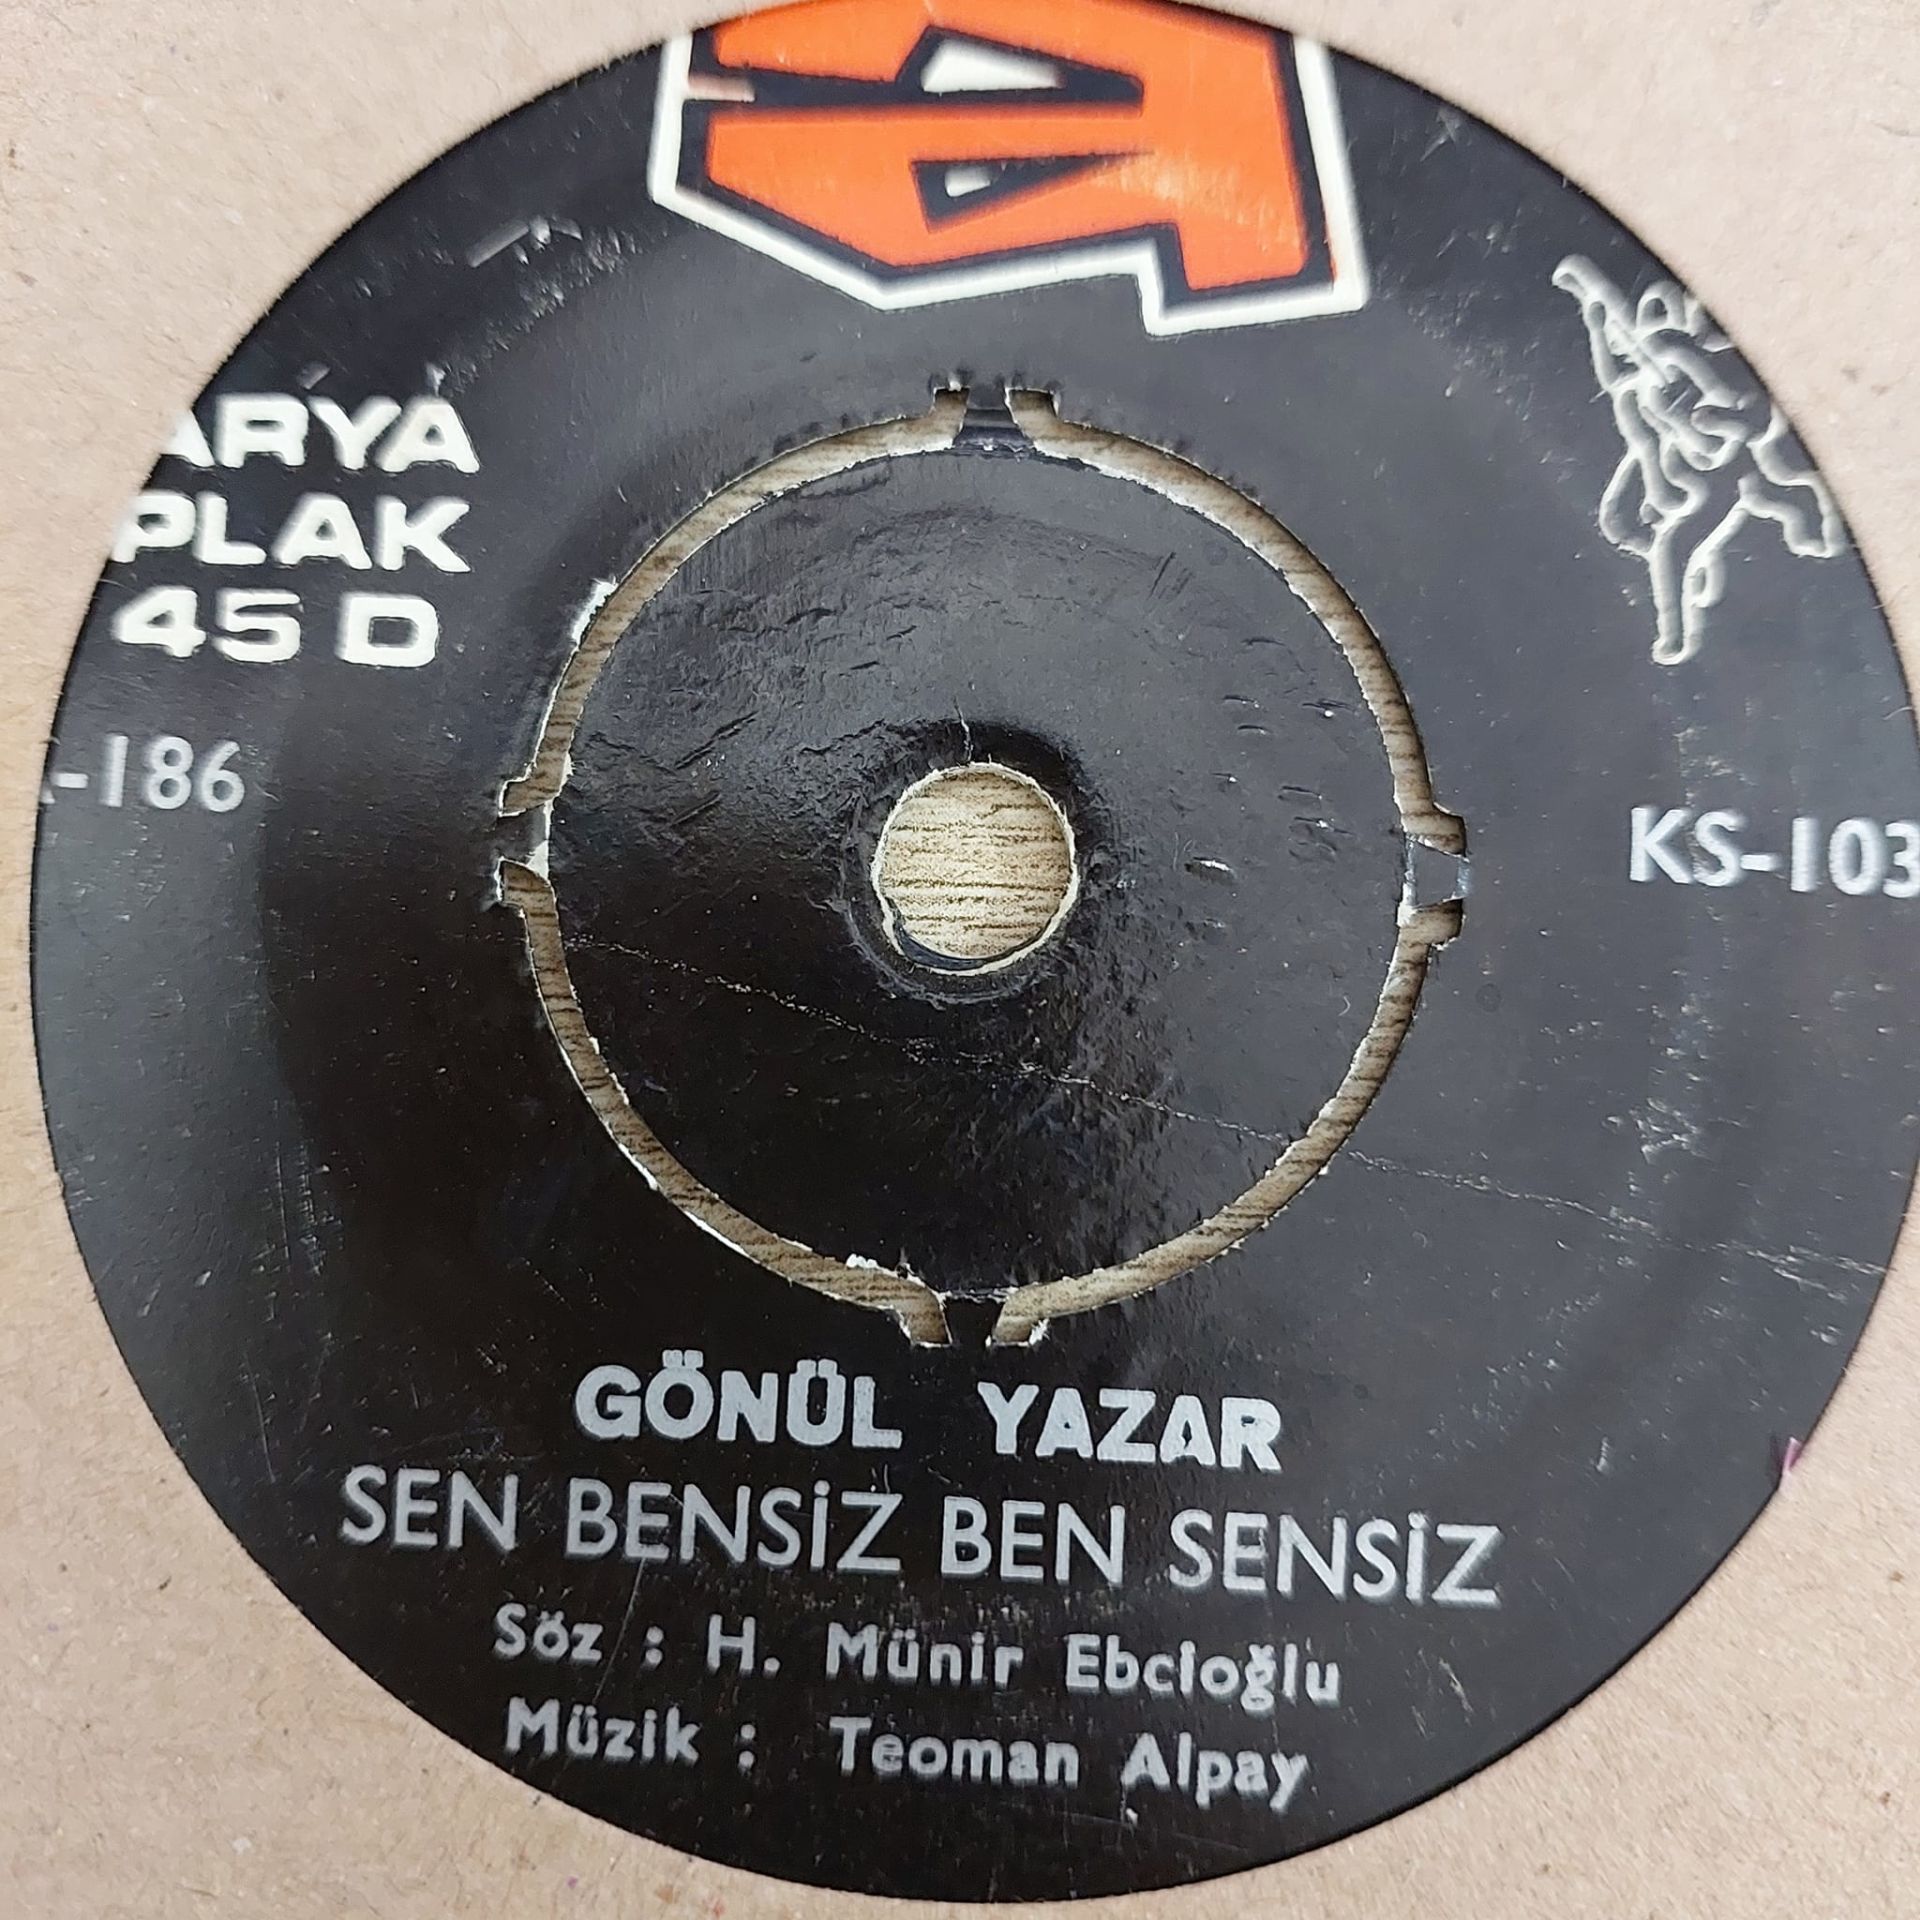 ARYA
PLAK
45 D
-186
KS-103
GÖNÜL YAZAR
SEN BENSİZ BEN SENSİZ
Söz : H. Münir Ebcioğlu
Müzik : Teoman Alpay